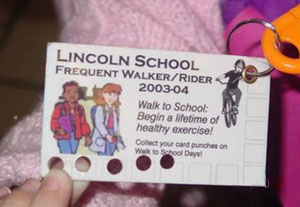 LINCOLN SCHOOL
FREQUENT WALKER/RIDER
2003-04
Walk to School:
Begin a lifetime of
healthy exercise!
Collect your card punches on
Walk to School Days!